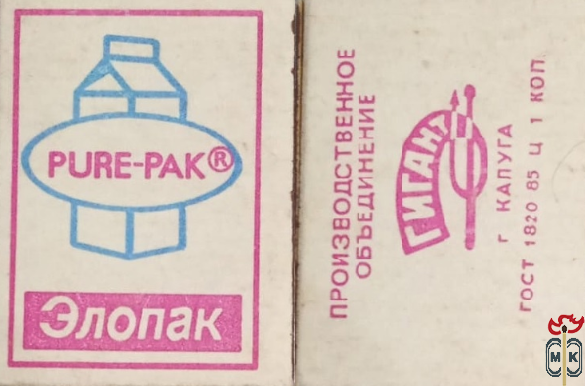 PURE-PAK®
Элопак
ПРОИЗВОДСТВЕННОЕ
ОБЪЕДИНЕНИЕ
ГИГАНТ
Г КАЛУГА
ГОСТ 1820 85 Ц 1 КОП
МК